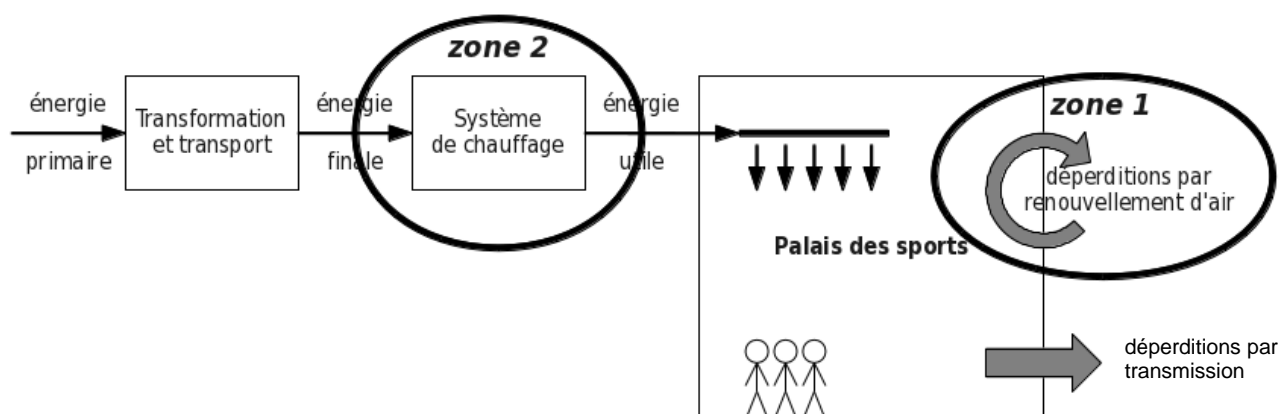 zone 2
énergie
primaire
Transformation
et transport
énergie
finale
Système
de chauffage
énergie
utile
zone 1
déperditions par
renouvellement d'air
Palais des sports
déperditions par
transmission